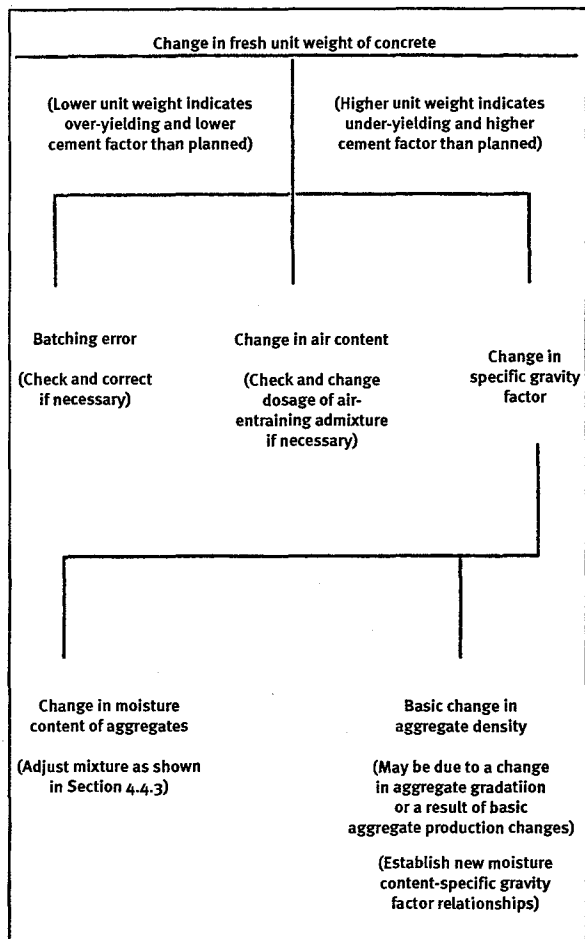 Change in fresh unit weight of concrete
(Lower unit weight indicates
over-yielding and lower
cement factor than planned)
(Higher unit weight indicates
under-yielding and higher
cement factor than planned)
Batching error
(Check and correct
if necessary)
Change in air content
(Check and change
dosage of air-
entraining admixture
if necessary)
Change in
specific gravity
factor
Change in moisture
content of aggregates
(Adjust mixture as shown
in Section 4.4.3)
Basic change in
aggregate density
(May be due to a change
in aggregate gradatiion
or a result of basic
aggregate production changes)
(Establish new moisture
content-specific gravity
factor relationships)